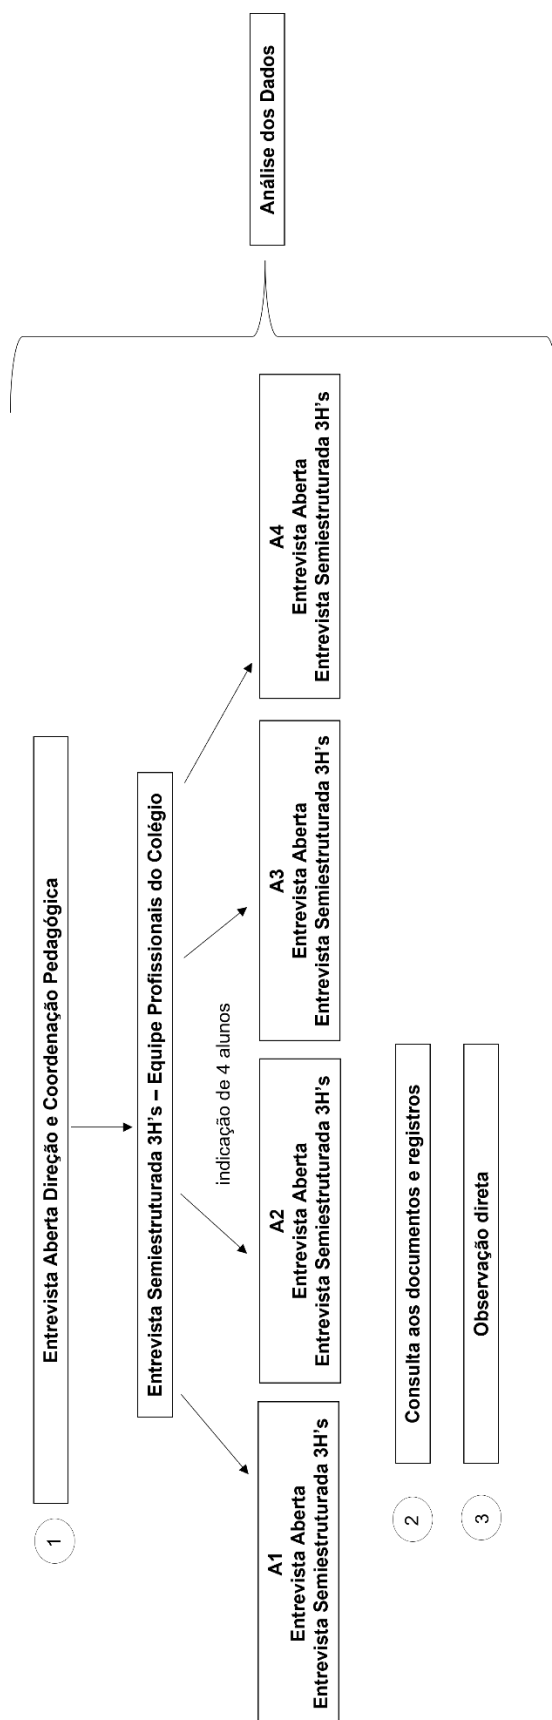 1
Entrevista Aberta Direção e Coordenação Pedagógica
Entrevista Semiestruturada 3H's – Equipe Profissionais do Colégio
indicação de 4 alunos
A1
Entrevista Aberta
Entrevista Semiestruturada 3H's
A2
Entrevista Aberta
Entrevista Semiestruturada 3H's
A3
Entrevista Aberta
Entrevista Semiestruturada 3H's
A4
Entrevista Aberta
Entrevista Semiestruturada 3H's
2
Consulta aos documentos e registros
3
Observação direta
Análise dos Dados